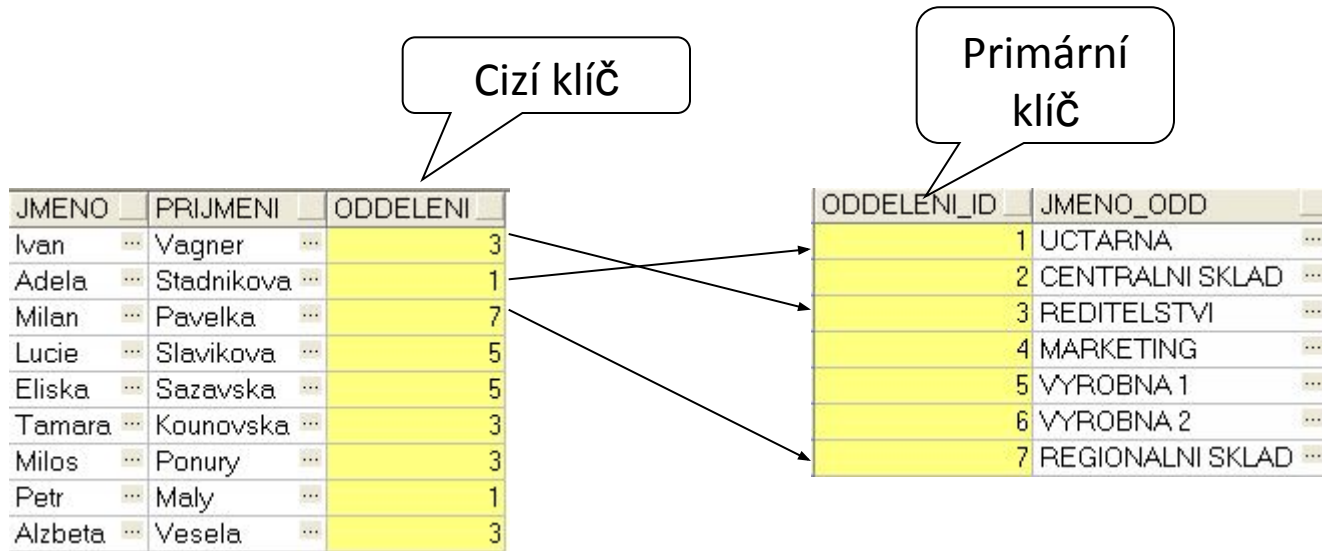 Cizí klíč
Primární
klíč
JMENO PRIJMENI ODDELENI
Ivan ... Vagner ... 3
Adela ... Stadnikova ... 1
Milan ... Pavelka ... 7
Lucie ... Slavikova ... 5
Eliska ... Sazavska ... 5
Tamara ... Kounovska ... 3
Milos ... Ponury ... 3
Petr ... Maly ... 1
Alzbeta ... Vesela ... 3
ODDELENI_ID JMENO_ODD
1 UCTARNA ...
2 CENTRALNI SKLAD ...
3 REDITELSTVI ...
4 MARKETING ...
5 VYROBNA 1 ...
6 VYROBNA 2 ...
7 REGIONALNI SKLAD ...